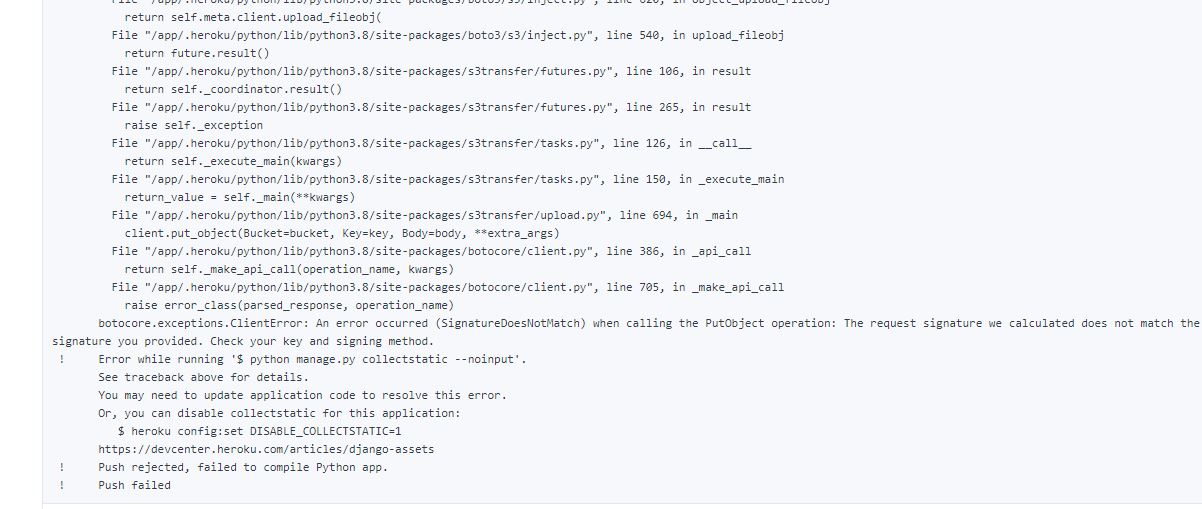 File "/app/.heroku/python/lib/python3.8/site-packages/boto3/s3/inject.py", line 620, in object_upload_fileobj
return self.meta.client.upload_fileobj(
File "/app/.heroku/python/lib/python3.8/site-packages/boto3/s3/inject.py", line 540, in upload_fileobj
return future.result()
File "/app/.heroku/python/lib/python3.8/site-packages/s3transfer/futures.py", line 106, in result
return self._coordinator.result()
File "/app/.heroku/python/lib/python3.8/site-packages/s3transfer/futures.py", line 265, in result
raise self._exception
File "/app/.heroku/python/lib/python3.8/site-packages/s3transfer/tasks.py", line 126, in __call__
return self._execute_main(kwargs)
File "/app/.heroku/python/lib/python3.8/site-packages/s3transfer/tasks.py", line 150, in _execute_main
return_value = self._main(**kwargs)
File "/app/.heroku/python/lib/python3.8/site-packages/s3transfer/upload.py", line 694, in _main
client.put_object(Bucket=bucket, Key=key, Body=body, **extra_args)
File "/app/.heroku/python/lib/python3.8/site-packages/botocore/client.py", line 386, in _api_call
return self._make_api_call(operation_name, kwargs)
File "/app/.heroku/python/lib/python3.8/site-packages/botocore/client.py", line 705, in _make_api_call
raise error_class(parsed_response, operation_name)
botocore.exceptions.ClientError: An error occurred (SignatureDoesNotMatch) when calling the PutObject operation: The request signature we calculated does not match the
signature you provided. Check your key and signing method.
! Error while running '$ python manage.py collectstatic --noinput'.
See traceback above for details.
You may need to update application code to resolve this error.
Or, you can disable collectstatic for this application:
$ heroku config:set DISABLE_COLLECTSTATIC=1
https://devcenter.heroku.com/articles/django-assets
! Push rejected, failed to compile Python app.
! Push failed